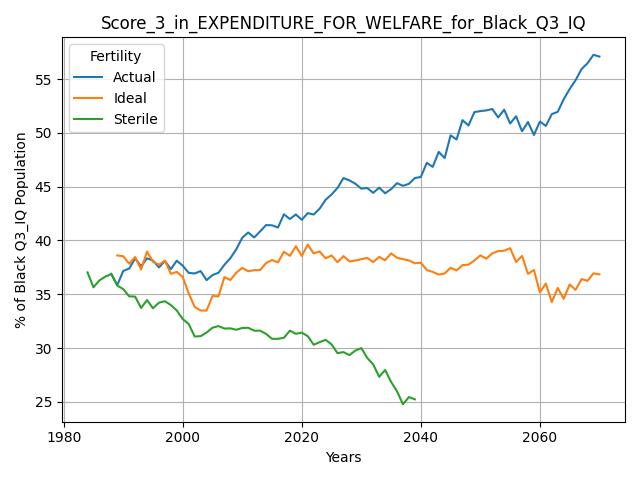 Score_3_in_EXPENDITURE_FOR_WELFARE_for_Black_Q3_IQ
Fertility
Actual
Ideal
Sterile
% of Black Q3_IQ Population
55
50
45
40
35
30
25
1980
2000
2020
2040
2060
Years